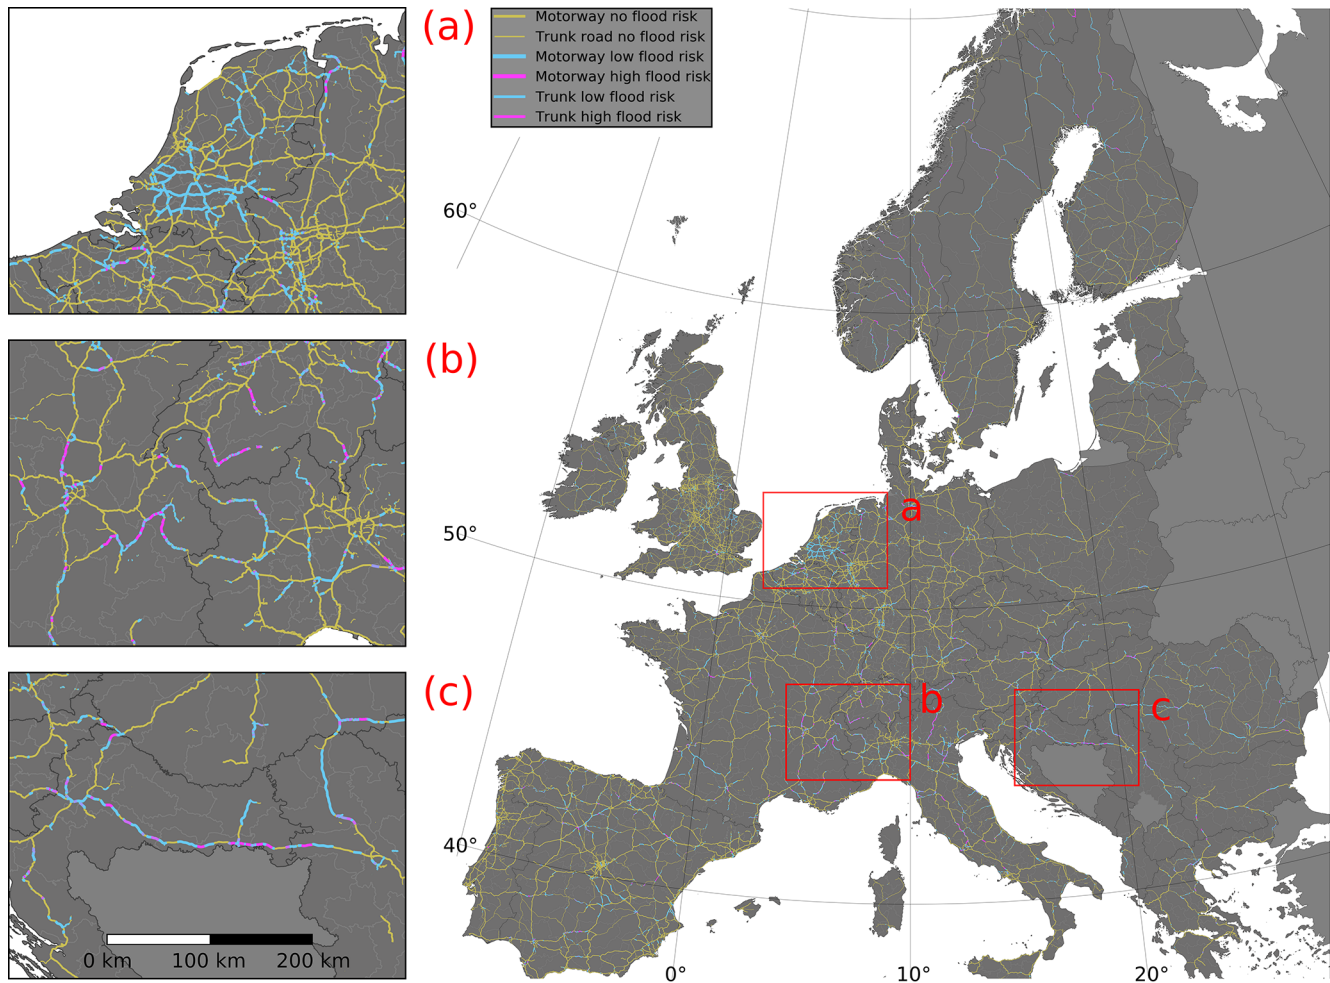 (a)
Motorway no flood risk
Trunk road no flood risk
Motorway low flood risk
Motorway high flood risk
Trunk low flood risk
Trunk high flood risk
60°
(b)
a
50°
(c)
b
c
40°
0 km 100 km 200 km
0° 10° 20°